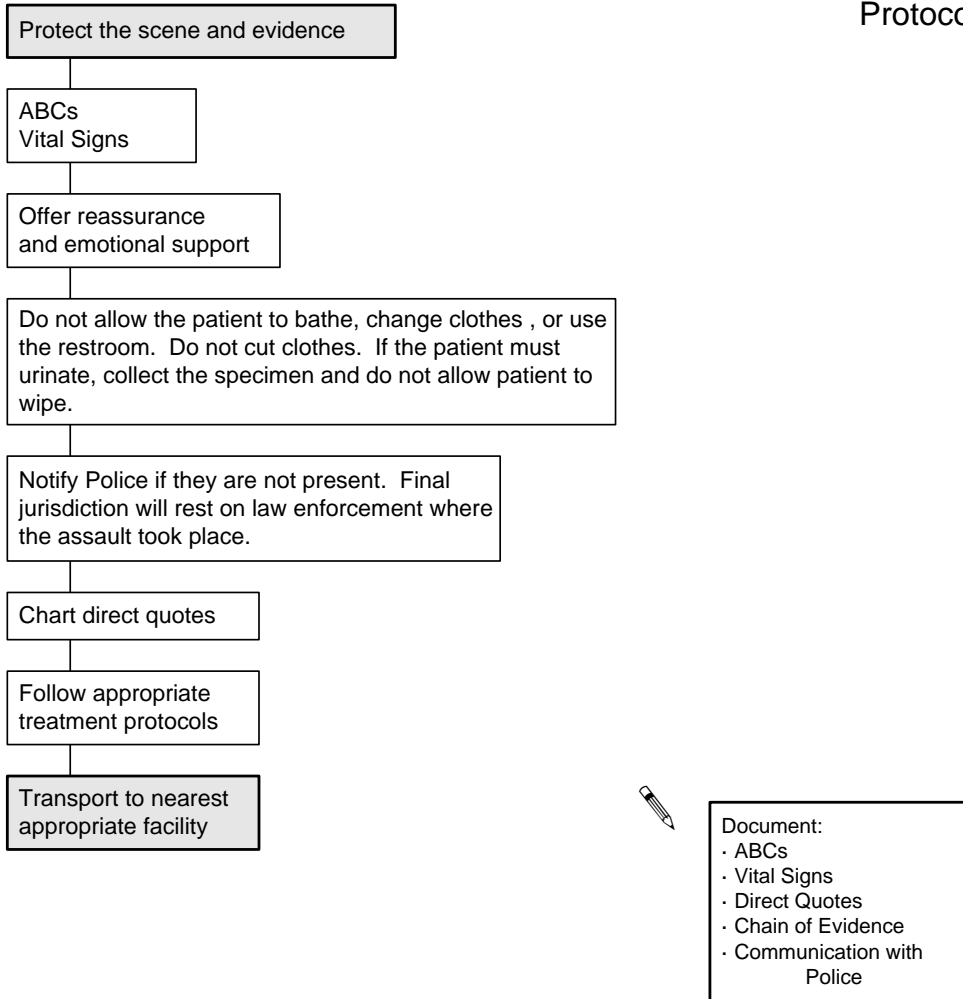 Protoco
Protect the scene and evidence
ABCs
Vital Signs
Offer reassurance
and emotional support
Do not allow the patient to bathe, change clothes , or use
the restroom.  Do not cut clothes.  If the patient must
urinate, collect the specimen and do not allow patient to
wipe.
Notify Police if they are not present.  Final
jurisdiction will rest on law enforcement where
the assault took place.
Chart direct quotes
Follow appropriate
treatment protocols
Transport to nearest
appropriate facility
Document:
· ABCs
· Vital Signs
· Direct Quotes
· Chain of Evidence
· Communication with
Police